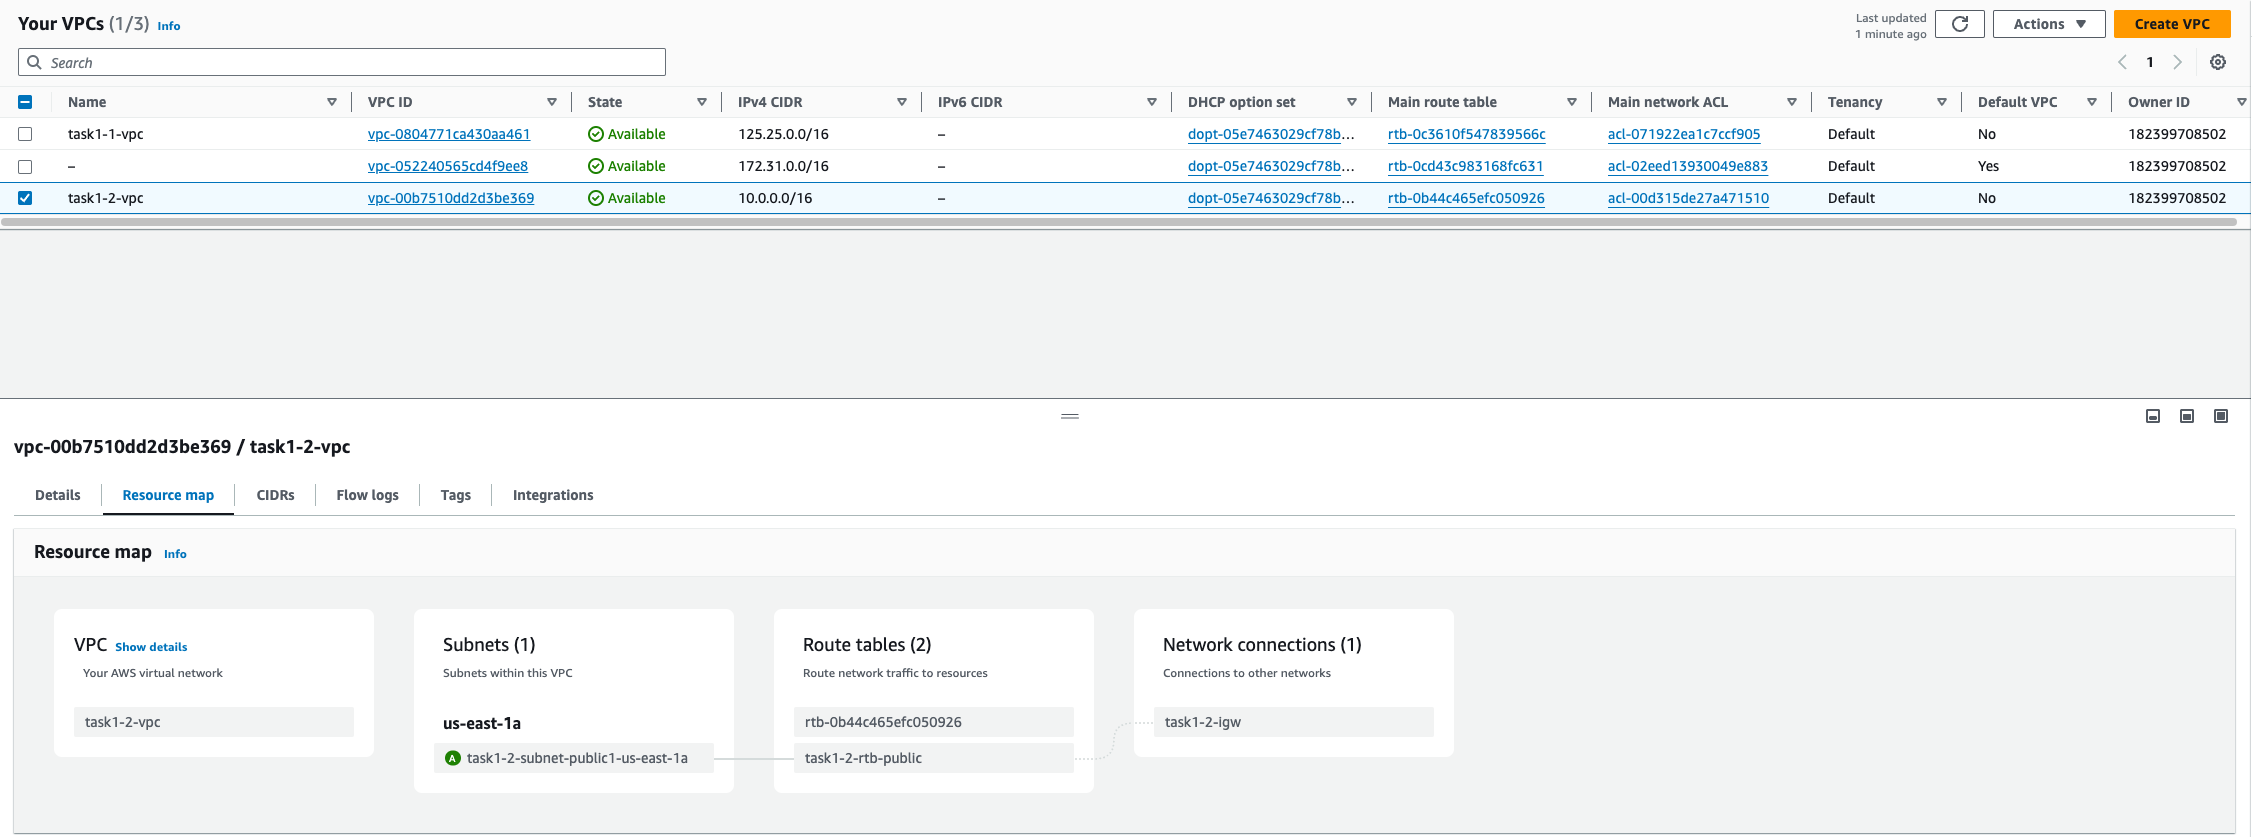 Your VPCs (1/3) Info
Last updated
1 minute ago
Actions
Create VPC
Search
1
Name VPC ID State IPv4 CIDR IPv6 CIDR DHCP option set Main route table Main network ACL Tenancy Default VPC Owner ID
task1-1-vpc vpc-0804771ca430aa461 Available 125.25.0.0/16 – dopt-05e7463029cf78b... rtb-0c3610f547839566c acl-071922ea1c7ccf905 Default No 182399708502
– vpc-052240565cd4f9ee8 Available 172.31.0.0/16 – dopt-05e7463029cf78b... rtb-0cd43c983168fc631 acl-02eed13930049e883 Default Yes 182399708502
task1-2-vpc vpc-00b7510dd2d3be369 Available 10.0.0.0/16 – dopt-05e7463029cf78b... rtb-0b44c465efc050926 acl-00d315de27a471510 Default No 182399708502
vpc-00b7510dd2d3be369 / task1-2-vpc
Details Resource map CIDRs Flow logs Tags Integrations
Resource map Info
VPC Show details
Your AWS virtual network
task1-2-vpc
Subnets (1)
Subnets within this VPC
us-east-1a
A task1-2-subnet-public1-us-east-1a
Route tables (2)
Route network traffic to resources
rtb-0b44c465efc050926
task1-2-rtb-public
Network connections (1)
Connections to other networks
task1-2-igw